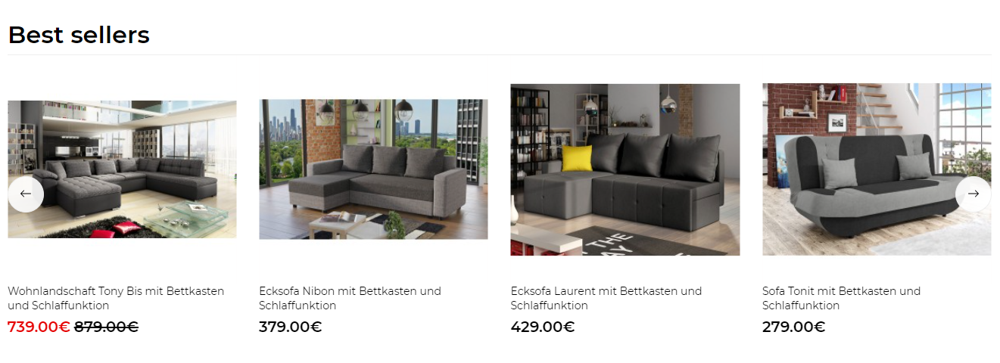 Best sellers
THE
Wohnlandschaft Tony Bis mit Bettkasten
und Schlaffunktion
739.00€ 879.00€
Ecksofa Nibon mit Bettkasten und
Schlaffunktion
379.00€
Ecksofa Laurent mit Bettkasten und
Schlaffunktion
429.00€
Sofa Tonit mit Bettkasten und
Schlaffunktion
279.00€